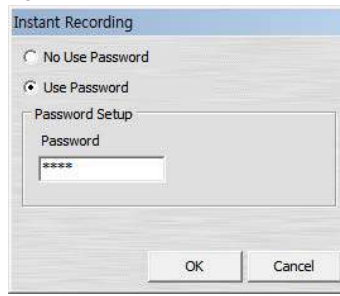 Instant Recording
No Use Password
Use Password
Password Setup
Password
****
OK Cancel